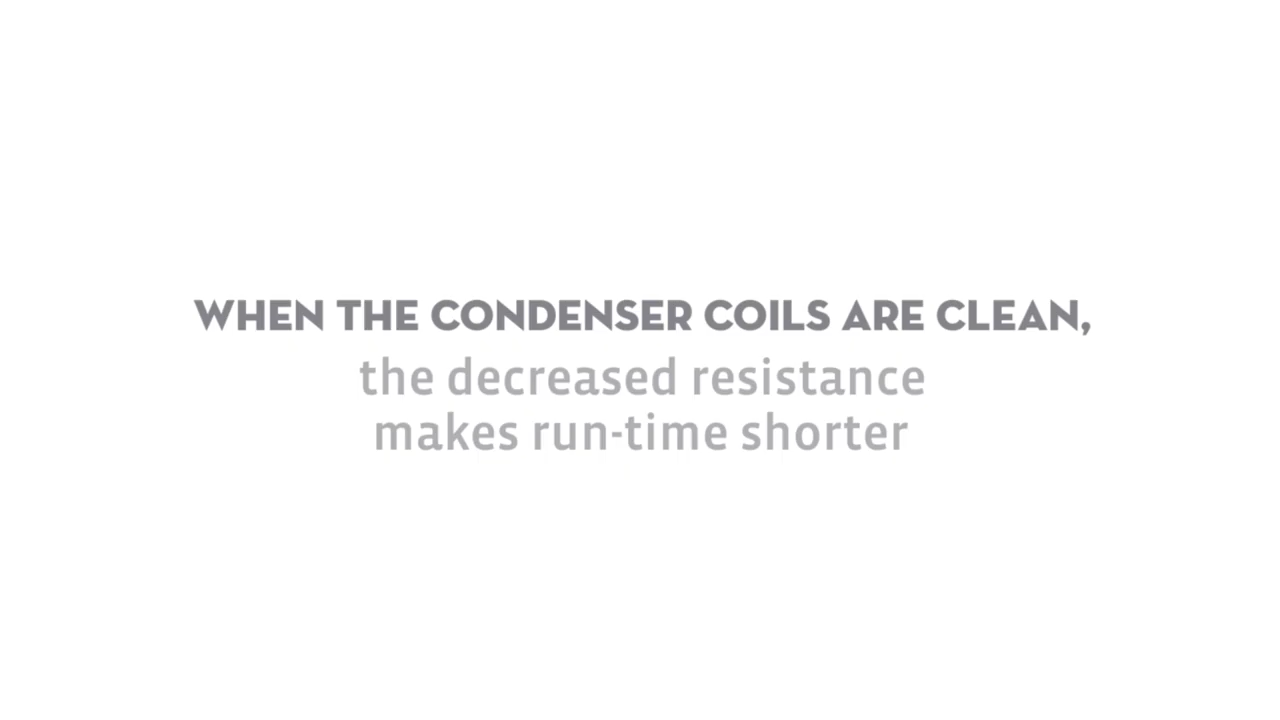 WHEN THE CONDENSER COILS ARE CLEAN,
the decreased resistance
makes run-time shorter